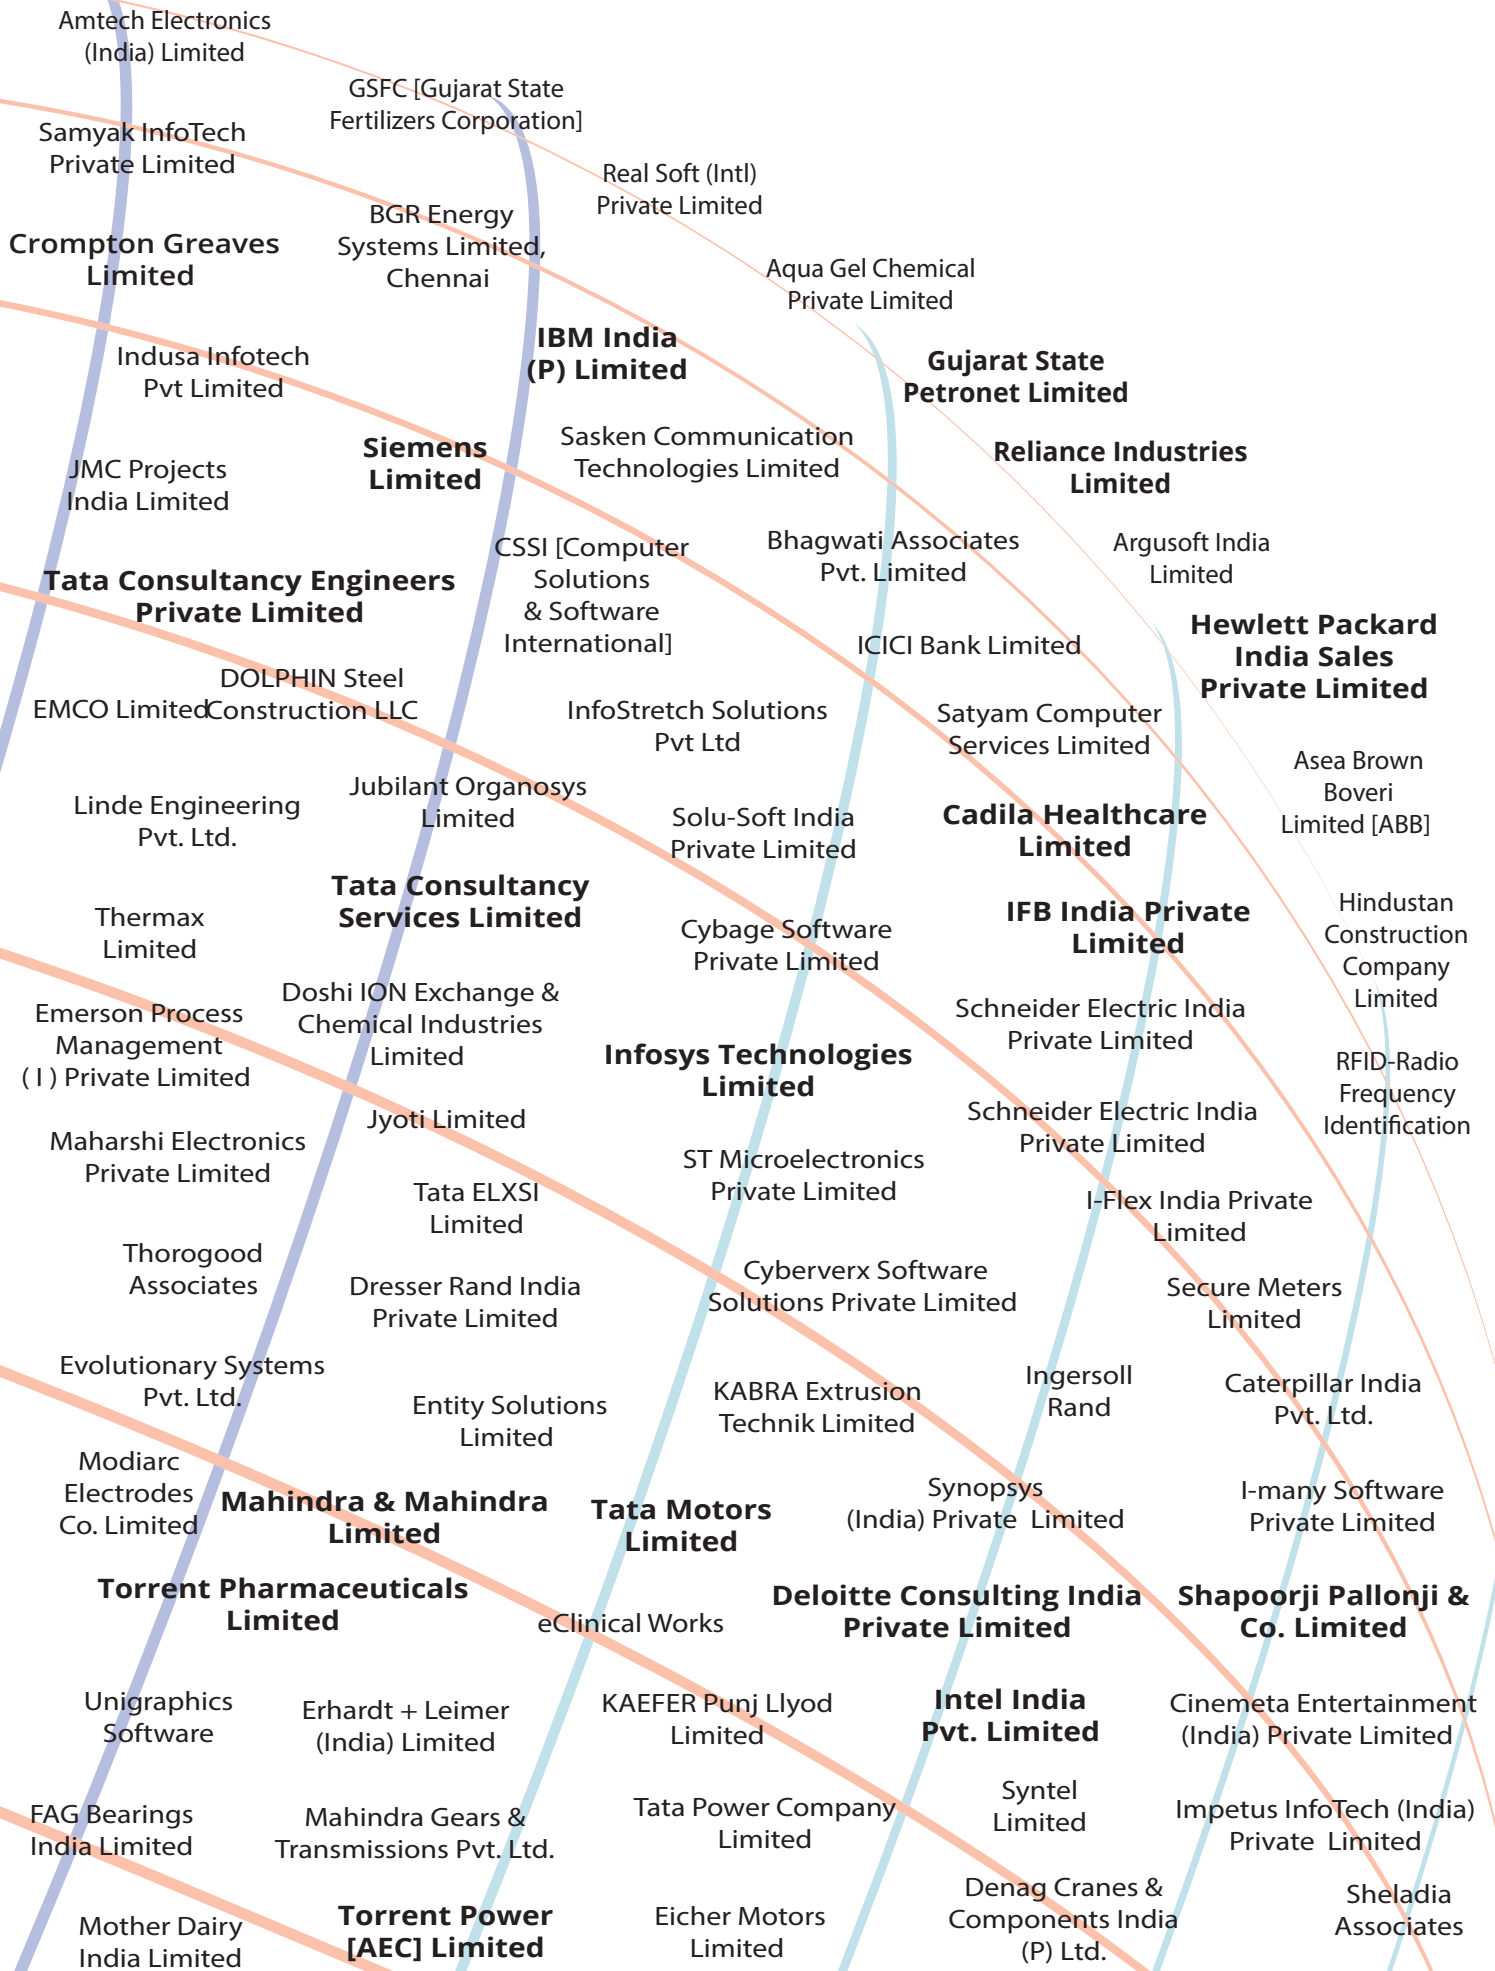 Amtech Electronics
(India) Limited
GSFC [Gujarat State
Fertilizers Corporation]
Samyak InfoTech
Private Limited
Real Soft (Intl)
Private Limited
BGR Energy
Systems Limited,
Chennai
Crompton Greaves
Limited
Aqua Gel Chemical
Private Limited
IBM India
(P) Limited
Indusa Infotech
Pvt Limited
Gujarat State
Petronet Limited
Siemens
Limited
Sasken Communication
Technologies Limited
Reliance Industries
Limited
JMC Projects
India Limited
CSSI [Computer
Solutions
& Software
International]
Bhagwati Associates
Pvt. Limited
Argusoft India
Limited
Tata Consultancy Engineers
Private Limited
ICICI Bank Limited
Hewlett Packard
India Sales
Private Limited
EMCO Limited
DOLPHIN Steel
Construction LLC
InfoStretch Solutions
Pvt Ltd
Satyam Computer
Services Limited
Asea Brown
Boveri
Limited [ABB]
Linde Engineering
Pvt. Ltd.
Jubilant Organosys
Limited
Solu-Soft India
Private Limited
Cadila Healthcare
Limited
Tata Consultancy
Services Limited
Thermax
Limited
Cybage Software
Private Limited
IFB India Private
Limited
Hindustan
Construction
Company
Limited
Emerson Process
Management
( I ) Private Limited
Doshi ION Exchange &
Chemical Industries
Limited
Schneider Electric India
Private Limited
Infosys Technologies
Limited
RFID-Radio
Frequency
Identification
Jyoti Limited
Schneider Electric India
Private Limited
Maharshi Electronics
Private Limited
ST Microelectronics
Private Limited
Tata ELXSI
Limited
I-Flex India Private
Limited
Thorogood
Associates
Dresser Rand India
Private Limited
Cyberverx Software
Solutions Private Limited
Secure Meters
Limited
Evolutionary Systems
Pvt. Ltd.
Entity Solutions
Limited
KABRA Extrusion
Technik Limited
Ingersoll
Rand
Caterpillar India
Pvt. Ltd.
Modiarc
Electrodes
Co. Limited
Mahindra & Mahindra
Limited
Tata Motors
Limited
Synopsys
(India) Private  Limited
I-many Software
Private Limited
Torrent Pharmaceuticals
Limited
eClinical Works
Deloitte Consulting India
Private Limited
Shapoorji Pallonji &
Co. Limited
Unigraphics
Software
Erhardt + Leimer
(India) Limited
KAEFER Punj Llyod
Limited
Intel India
Pvt. Limited
Cinemeta Entertainment
(India) Private Limited
FAG Bearings
India Limited
Mahindra Gears &
Transmissions Pvt. Ltd.
Tata Power Company
Limited
Syntel
Limited
Impetus InfoTech (India)
Private  Limited
Mother Dairy
India Limited
Torrent Power
[AEC] Limited
Eicher Motors
Limited
Denag Cranes &
Components India
(P) Ltd.
Sheladia
Associates